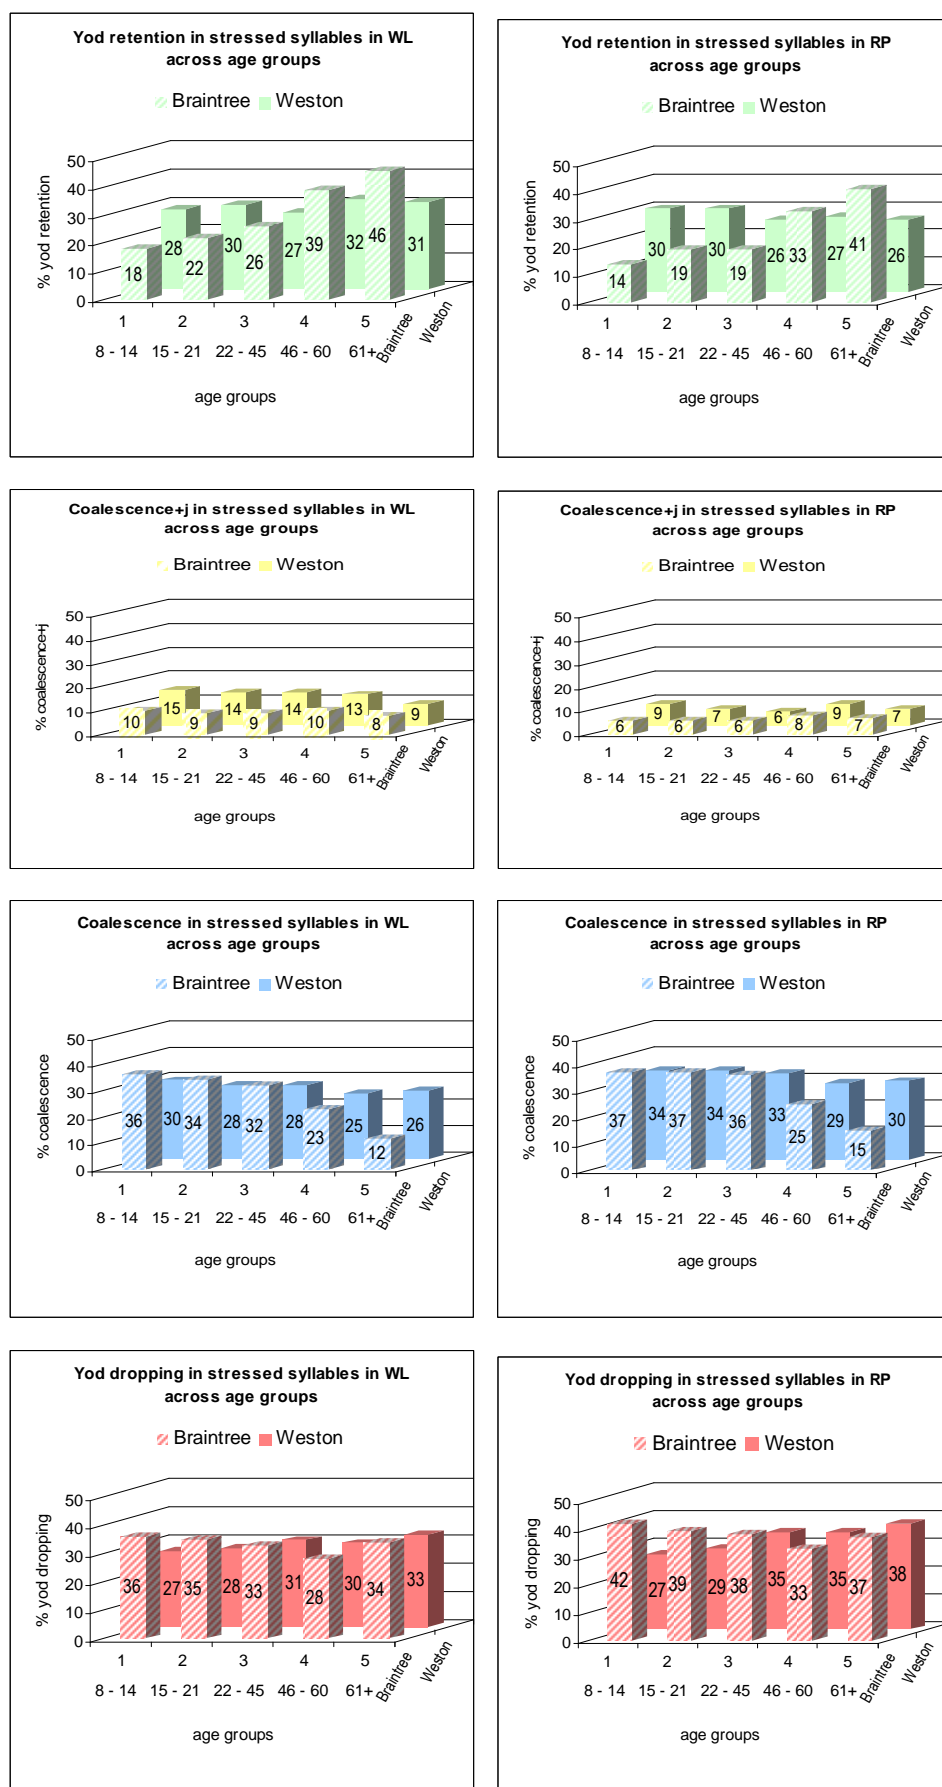 Yod retention in stressed syllables in WL
across age groups
Braintree Weston
% yod retention
50
40
30
20
10
0
18 28 22 30 26 27 39 32 46 31
1 2 3 4 5
8 - 14 15 - 21 22 - 45 46 - 60 61+
Braintree
Weston
age groups
Yod retention in stressed syllables in RP
across age groups
Braintree Weston
% yod retention
50
40
30
20
10
0
14 30 19 30 19 26 33 27 41 26
1 2 3 4 5
8 - 14 15 - 21 22 - 45 46 - 60 61+
Braintree
Weston
age groups
Coalescence+j in stressed syllables in WL
across age groups
Braintree Weston
% coalescence+j
50
40
30
20
10
0
10 15 9 14 9 14 10 13 8 9
1 2 3 4 5
8 - 14 15 - 21 22 - 45 46 - 60 61+
Braintree
Weston
age groups
Coalescence+j in stressed syllables in RP
across age groups
Braintree Weston
% coalescence+j
50
40
30
20
10
0
6 9 6 7 6 6 8 9 7 7
1 2 3 4 5
8 - 14 15 - 21 22 - 45 46 - 60 61+
Braintree
Weston
age groups
Coalescence in stressed syllables in WL
across age groups
Braintree Weston
% coalescence
50
40
30
20
10
0
36 30 34 28 32 28 23 25 12 26
1 2 3 4 5
8 - 14 15 - 21 22 - 45 46 - 60 61+
Braintree
Weston
age groups
Coalescence in stressed syllables in RP
across age groups
Braintree Weston
% coalescence
50
40
30
20
10
0
37 34 37 34 36 33 25 29 15 30
1 2 3 4 5
8 - 14 15 - 21 22 - 45 46 - 60 61+
Braintree
Weston
age groups
Yod dropping in stressed syllables in WL
across age groups
Braintree Weston
% yod dropping
50
40
30
20
10
0
36 27 35 28 33 31 28 30 34 33
1 2 3 4 5
8 - 14 15 - 21 22 - 45 46 - 60 61+
Braintree
Weston
age groups
Yod dropping in stressed syllables in RP
across age groups
Braintree Weston
% yod dropping
50
40
30
20
10
0
42 27 39 29 38 35 33 35 37 38
1 2 3 4 5
8 - 14 15 - 21 22 - 45 46 - 60 61+
Braintree
Weston
age groups